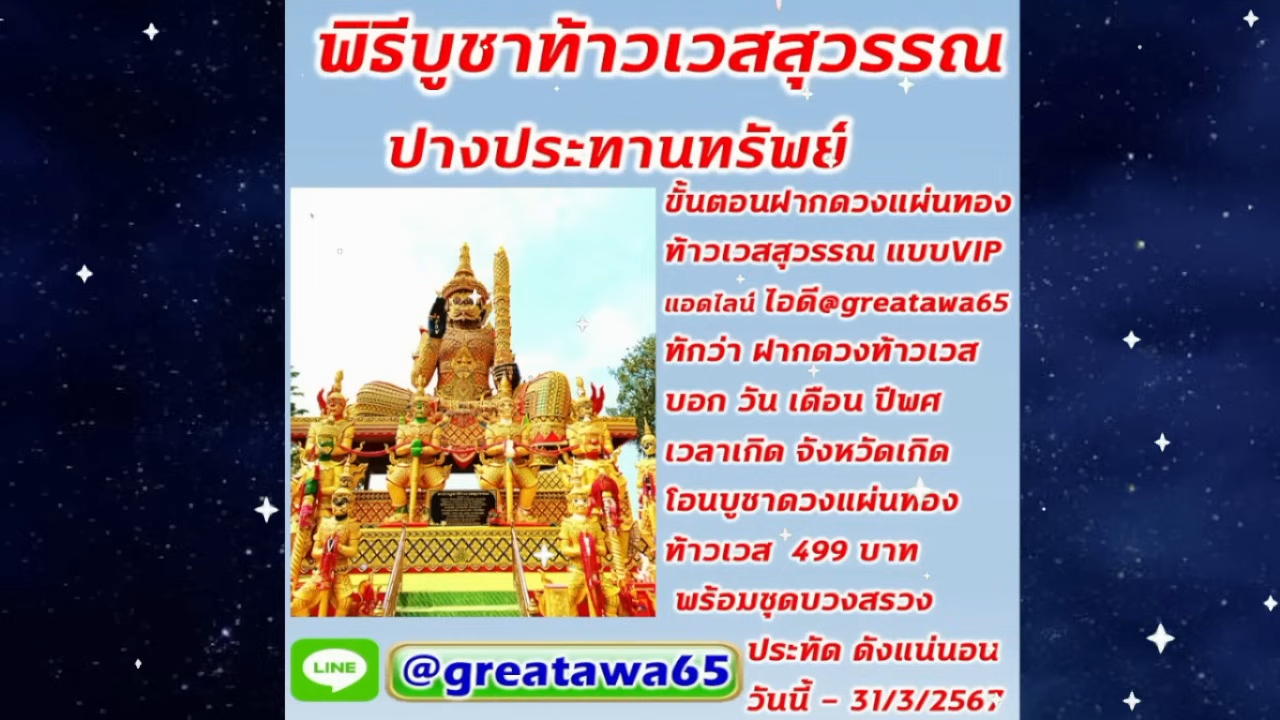 พิธีบูชาท้าวเวสสุวรรณ
ปางประทานทรัพย์
ขั้นตอนฝากดวงแผ่นทอง
ท้าวเวสสุวรรณ แบบVIP
แอดไลน์ ไอดี@greatawa65
ทักว่า ฝากดวงท้าวเวส
บอก วัน เดือน ปีพศ
เวลาเกิด จังหวัดเกิด
โอนบูชาดวงแผ่นทอง
ท้าวเวส 499 บาท
พร้อมชุดบวงสรวง
ประทัด ดังแน่นอน
วันนี้ - 31/3/2567
LINE
@greatawa65